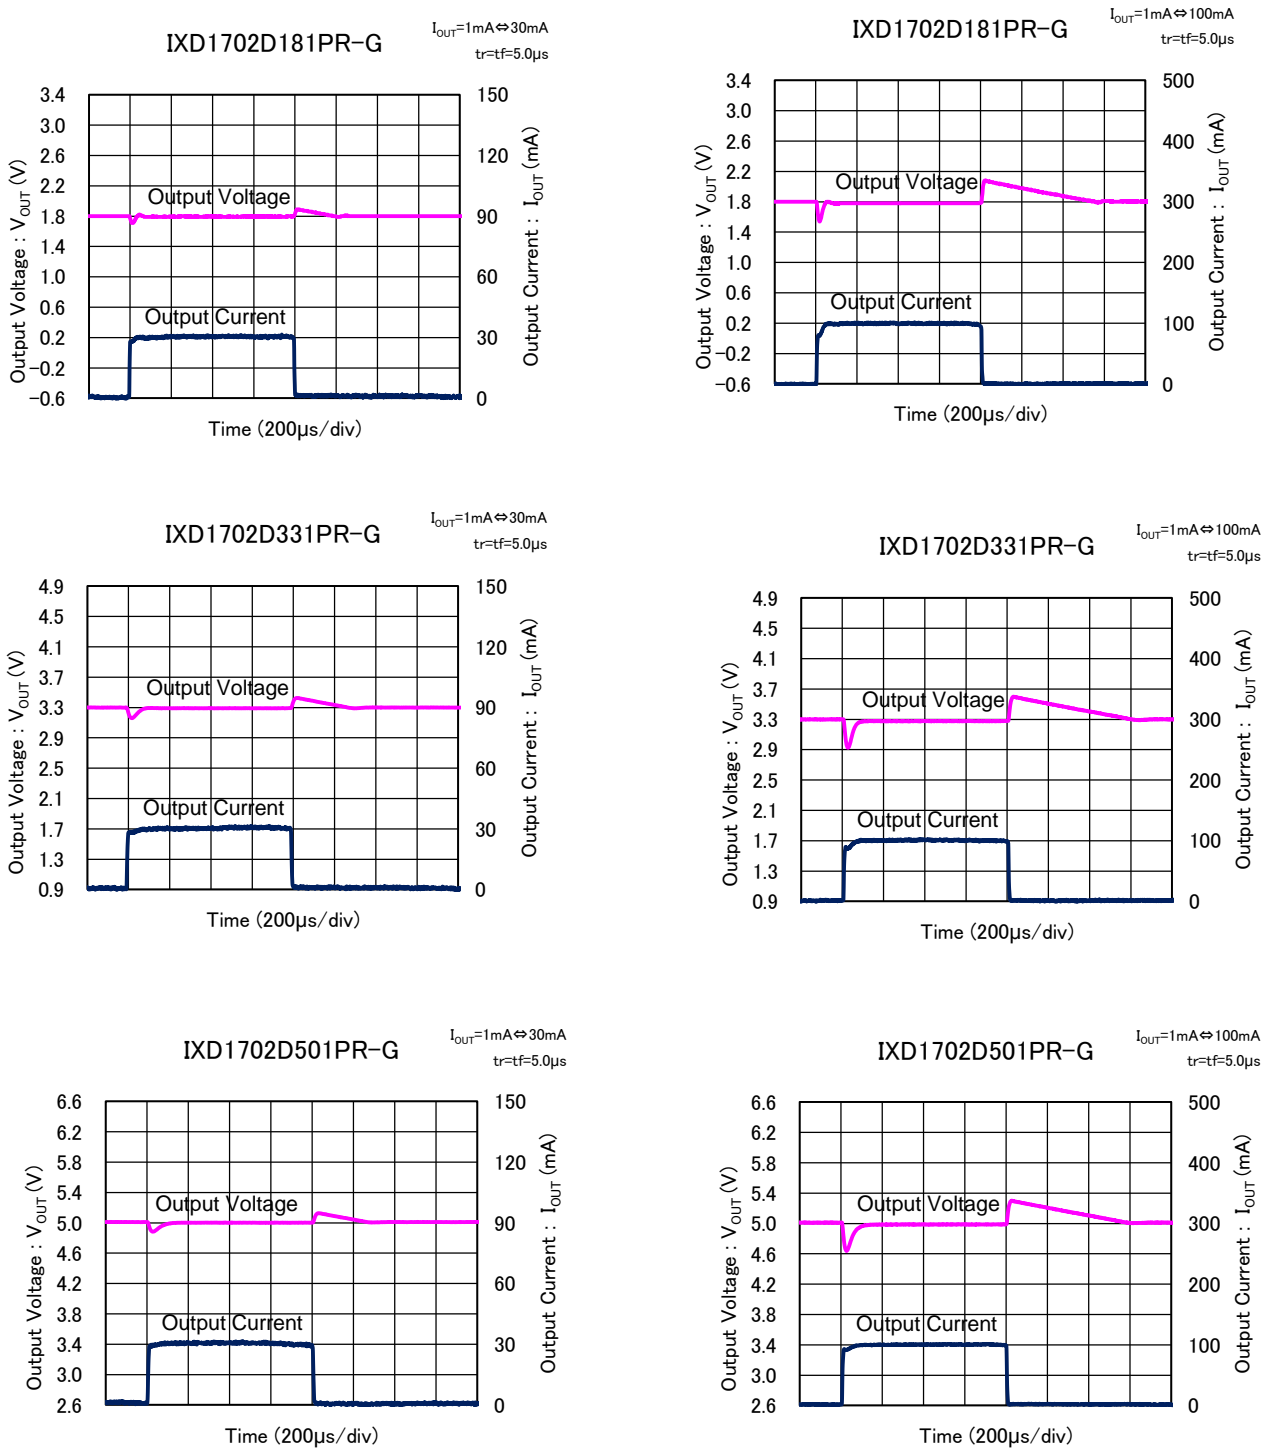 IXD1702D181PR-G
IOUT=1mA⇔30mA
tr=tf=5.0μs
Output Voltage : VOUT (V)
3.4
3.0
2.6
2.2
1.8
1.4
1.0
0.6
0.2
-0.2
-0.6
Output Voltage
Output Current
150
120
90
60
30
0
Output Current : IOUT (mA)
Time (200μs/div)
IXD1702D181PR-G
IOUT=1mA⇔100mA
tr=tf=5.0μs
Output Voltage : VOUT (V)
3.4
3.0
2.6
2.2
1.8
1.4
1.0
0.6
0.2
-0.2
-0.6
Output Voltage
Output Current
500
400
300
200
100
0
Output Current : IOUT (mA)
Time (200μs/div)
IXD1702D331PR-G
IOUT=1mA⇔30mA
tr=tf=5.0μs
Output Voltage : VOUT (V)
4.9
4.5
4.1
3.7
3.3
2.9
2.5
2.1
1.7
1.3
0.9
Output Voltage
Output Current
150
120
90
60
30
0
Output Current : IOUT (mA)
Time (200μs/div)
IXD1702D331PR-G
IOUT=1mA⇔100mA
tr=tf=5.0μs
Output Voltage : VOUT (V)
4.9
4.5
4.1
3.7
3.3
2.9
2.5
2.1
1.7
1.3
0.9
Output Voltage
Output Current
500
400
300
200
100
0
Output Current : IOUT (mA)
Time (200μs/div)
IXD1702D501PR-G
IOUT=1mA⇔30mA
tr=tf=5.0μs
Output Voltage : VOUT (V)
6.6
6.2
5.8
5.4
5.0
4.6
4.2
3.8
3.4
3.0
2.6
Output Voltage
Output Current
150
120
90
60
30
0
Output Current : IOUT (mA)
Time (200μs/div)
IXD1702D501PR-G
IOUT=1mA⇔100mA
tr=tf=5.0μs
Output Voltage : VOUT (V)
6.6
6.2
5.8
5.4
5.0
4.6
4.2
3.8
3.4
3.0
2.6
Output Voltage
Output Current
500
400
300
200
100
0
Output Current : IOUT (mA)
Time (200μs/div)